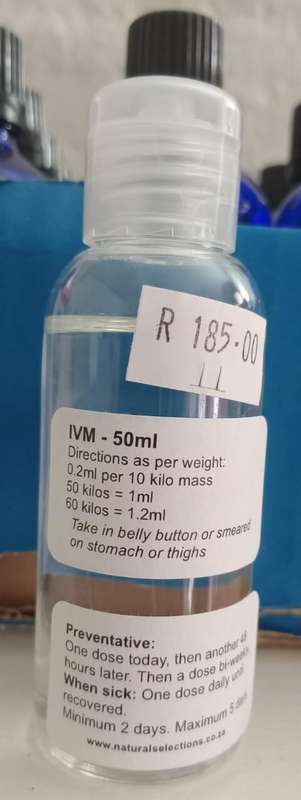 R 185.00
11
IVM - 50ml
Directions as per weight:
0.2ml per 10 kilo mass
50 kilos = 1ml
60 kilos = 1.2ml
Take in belly button or smeared
on stomach or thighs
Preventative:
One dose today, then another 48
hours later. Then a dose bi-weekly
When sick: One dose daily until
recovered.
Minimum 2 days. Maximum 5 days
www.naturalselections.co.za